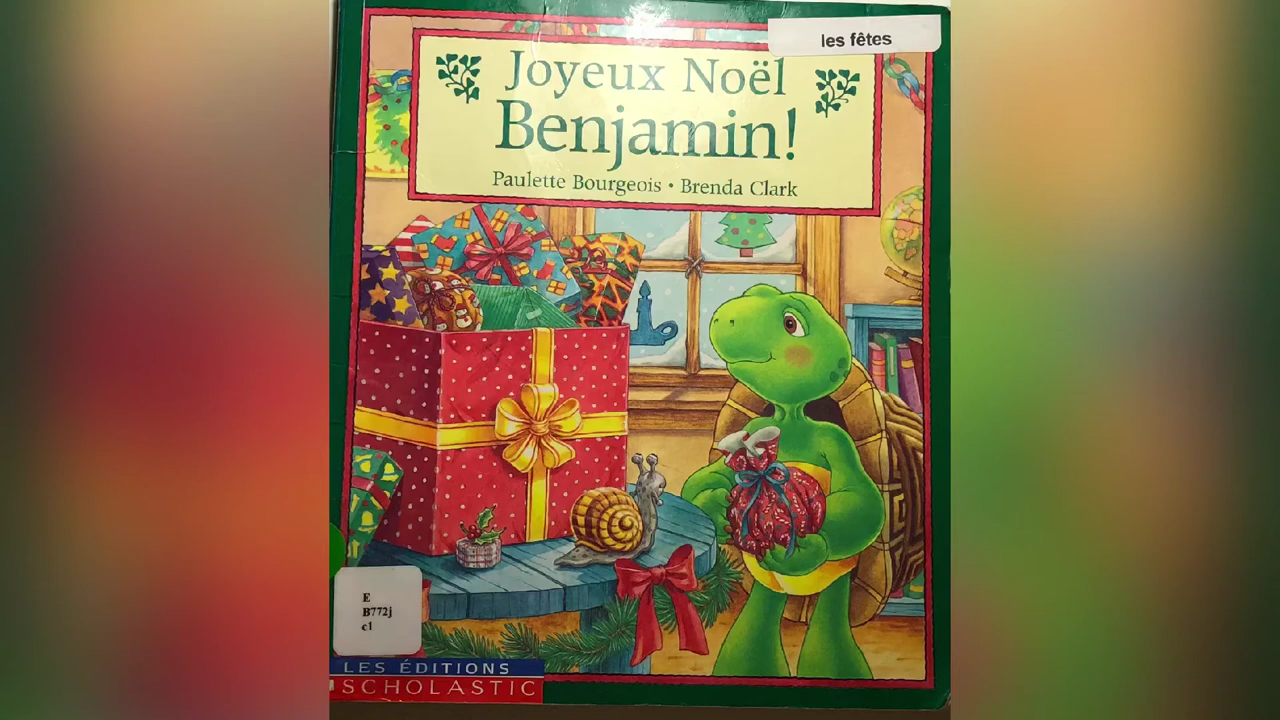 les fêtes
Joyeux Noël
Benjamin!
Paulette Bourgeois • Brenda Clark
E
B772j
c1
LES ÉDITIONS
SCHOLASTIC